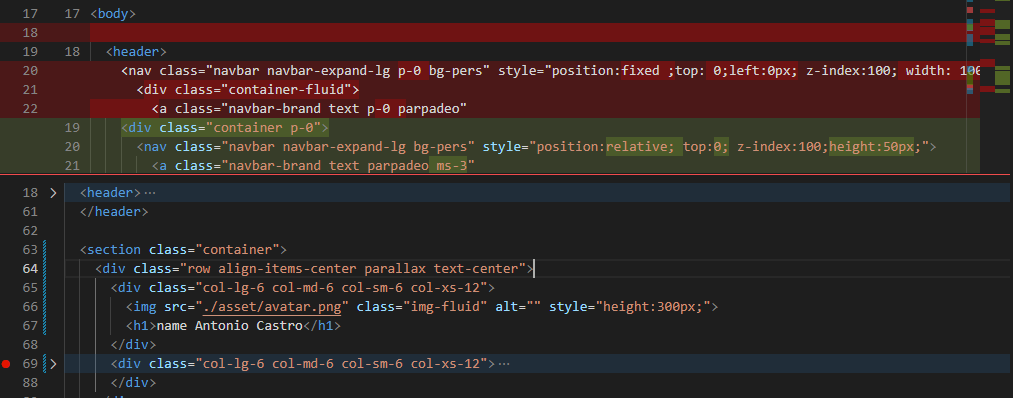 17 17 <body>
18
19 18 <header>
20 <nav class="navbar navbar-expand-lg p-0 bg-pers" style="position:fixed ;top: 0;left:0px; z-index:100; width: 100
21 <div class="container-fluid">
22 <a class="navbar-brand text p-0 parpadeo"
19 <div class="container p-0">
20 <nav class="navbar navbar-expand-lg bg-pers" style="position:relative; top:0; z-index:100;height:50px;">
21 <a class="navbar-brand text parpadeo ms-3"
18 <header> ⋯
61 </header>
62
63 <section class="container">
64 <div class="row align-items-center parallax text-center">
65 <div class="col-lg-6 col-md-6 col-sm-6 col-xs-12">
66 <img src="./asset/avatar.png" class="img-fluid" alt="" style="height:300px;">
67 <h1>name Antonio Castro</h1>
68 </div>
69 <div class="col-lg-6 col-md-6 col-sm-6 col-xs-12"> ⋯
88 </div>